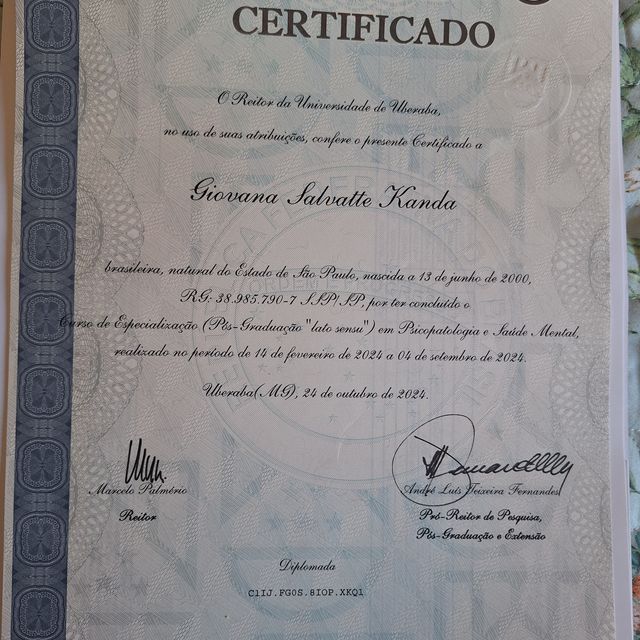 CERTIFICADO
O Reitor da Universidade de Uberaba,
no uso de suas atribuições, confere o presente Certificado a
Giovana Salvatte Kanda
brasileira, natural do Estado de São Paulo, nascida a 13 de junho de 2000,
RG: 38.985.790-7 SSP/SP, por ter concluído o
Curso de Especialização (Pós-Graduação "lato sensu") em Psicopatologia e Saúde Mental,
realizado no período de 14 de fevereiro de 2024 a 04 de setembro de 2024.
Uberaba(MG), 24 de outubro de 2024.
Marcelo Palmério
Reitor
André Luís Teixeira Fernandes
Pró-Reitor de Pesquisa,
Pós-Graduação e Extensão
Diplomada
C1IJ.FG0S.8IOP.XKQ1